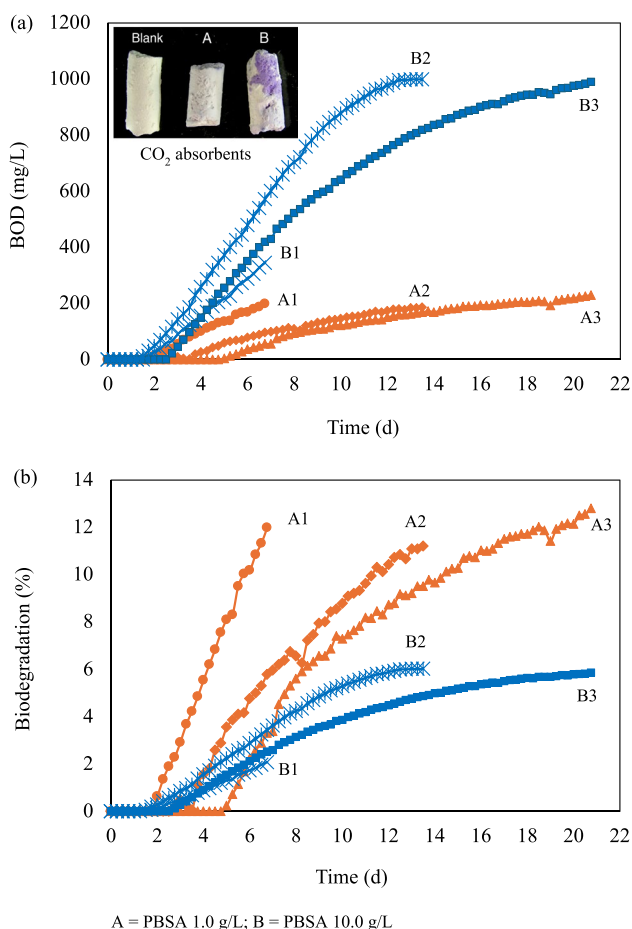 (a)
Blank A B
CO₂ absorbents
1200
1000
800
600
400
200
0
BOD (mg/L)
B2
B3
B1
A1
A2
A3
0 2 4 6 8 10 12 14 16 18 20 22
Time (d)
(b)
14
12
10
8
6
4
2
0
Biodegradation (%)
A1
A2
A3
B2
B3
B1
0 2 4 6 8 10 12 14 16 18 20 22
Time (d)
A = PBSA 1.0 g/L; B = PBSA 10.0 g/L